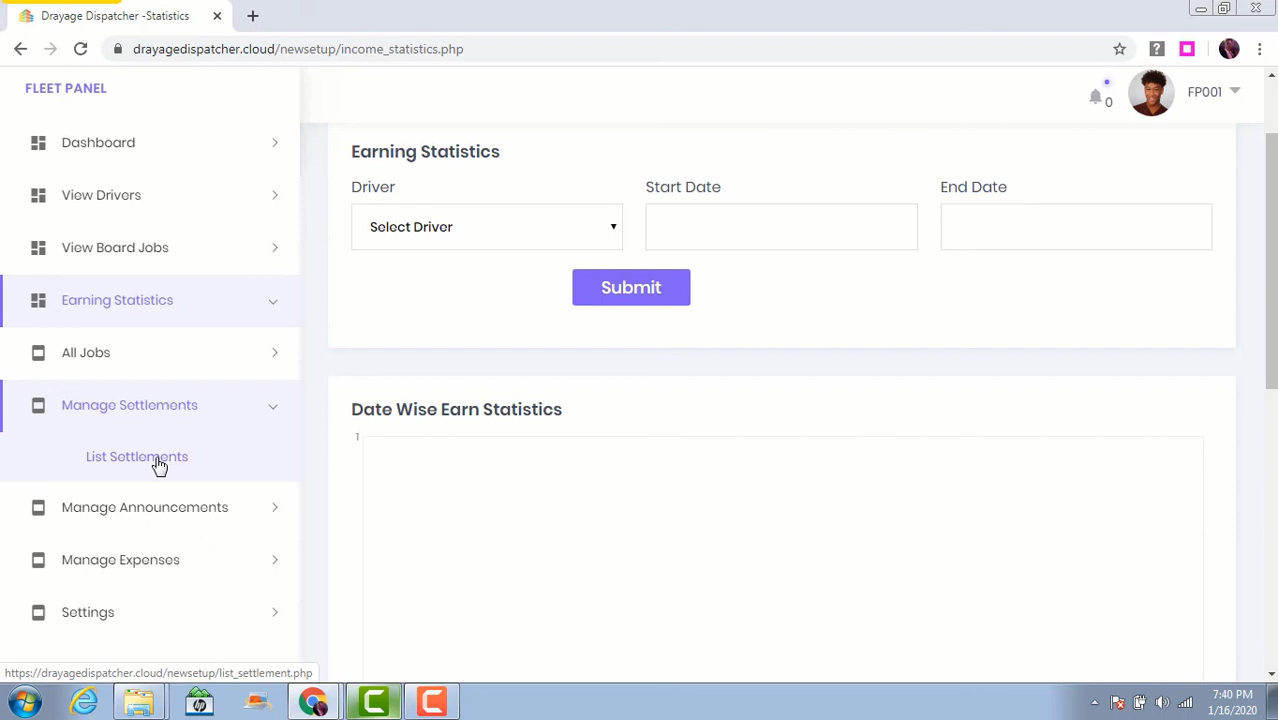 Drayage Dispatcher -Statistics
drayagedispatcher.cloud/newsetup/income_statistics.php
FLEET PANEL
0
FP001
Dashboard
View Drivers
View Board Jobs
Earning Statistics
All Jobs
Manage Settlements
List Settlements
Manage Announcements
Manage Expenses
Settings
Earning Statistics
Driver
Start Date
End Date
Select Driver
Submit
Date Wise Earn Statistics
1
https://drayagedispatcher.cloud/newsetup/list_settlement.php
7:40 PM
1/16/2020